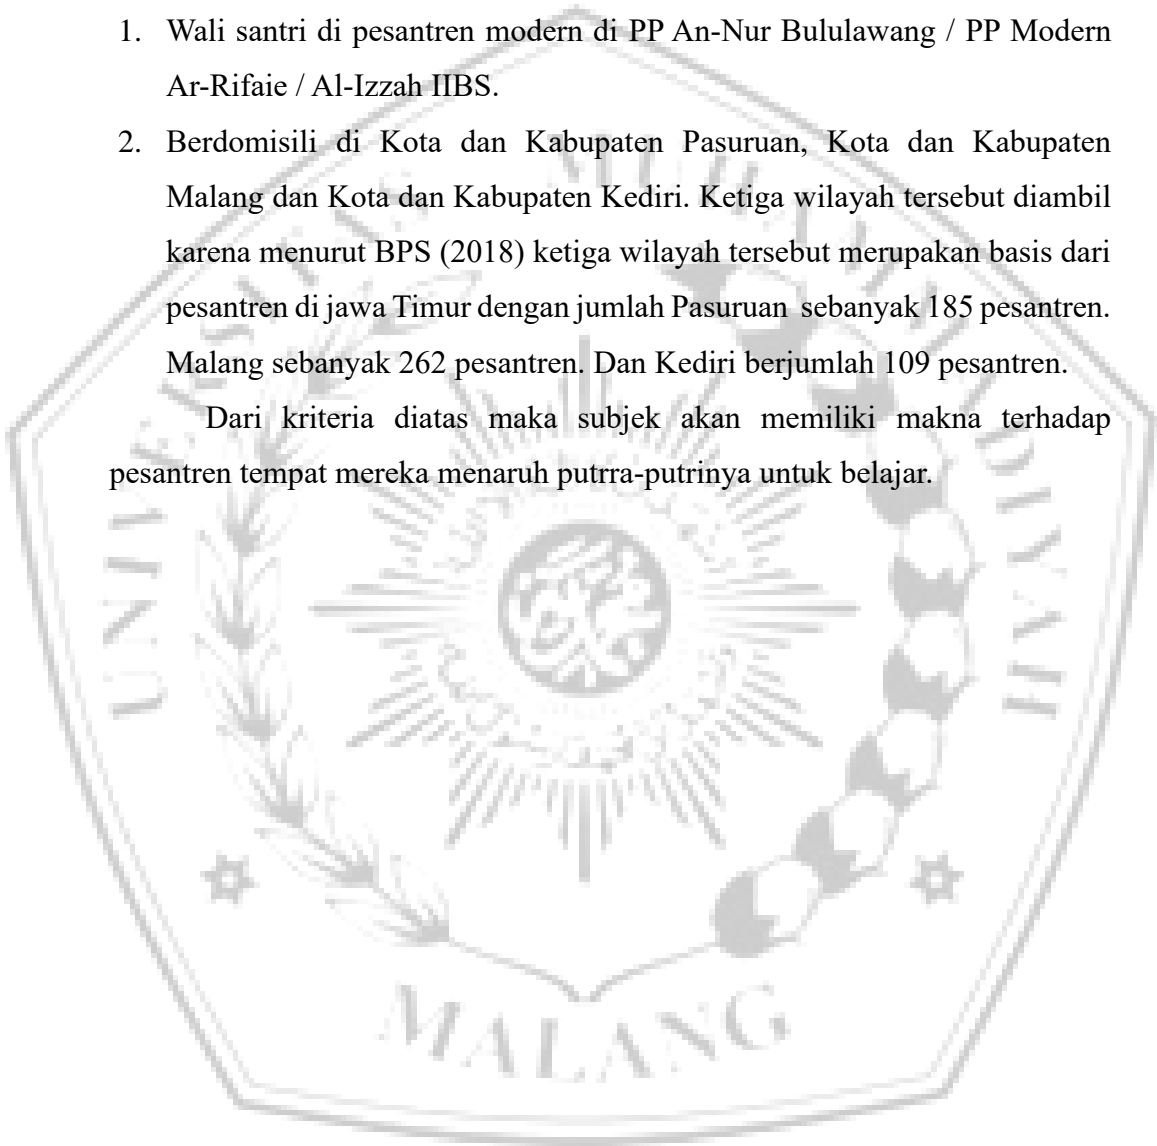 1. Wali santri di pesantren modern di PP An-Nur Bululawang / PP Modern
Ar-Rifaie / Al-Izzah IIBS.
2. Berdomisili di Kota dan Kabupaten Pasuruan, Kota dan Kabupaten
Malang dan Kota dan Kabupaten Kediri. Ketiga wilayah tersebut diambil
karena menurut BPS (2018) ketiga wilayah tersebut merupakan basis dari
pesantren di jawa Timur dengan jumlah Pasuruan sebanyak 185 pesantren.
Malang sebanyak 262 pesantren. Dan Kediri berjumlah 109 pesantren.
Dari kriteria diatas maka subjek akan memiliki makna terhadap
pesantren tempat mereka menaruh putrra-putrinya untuk belajar.
UNIVERSITAS MUHAMMADIYAH
MALANG